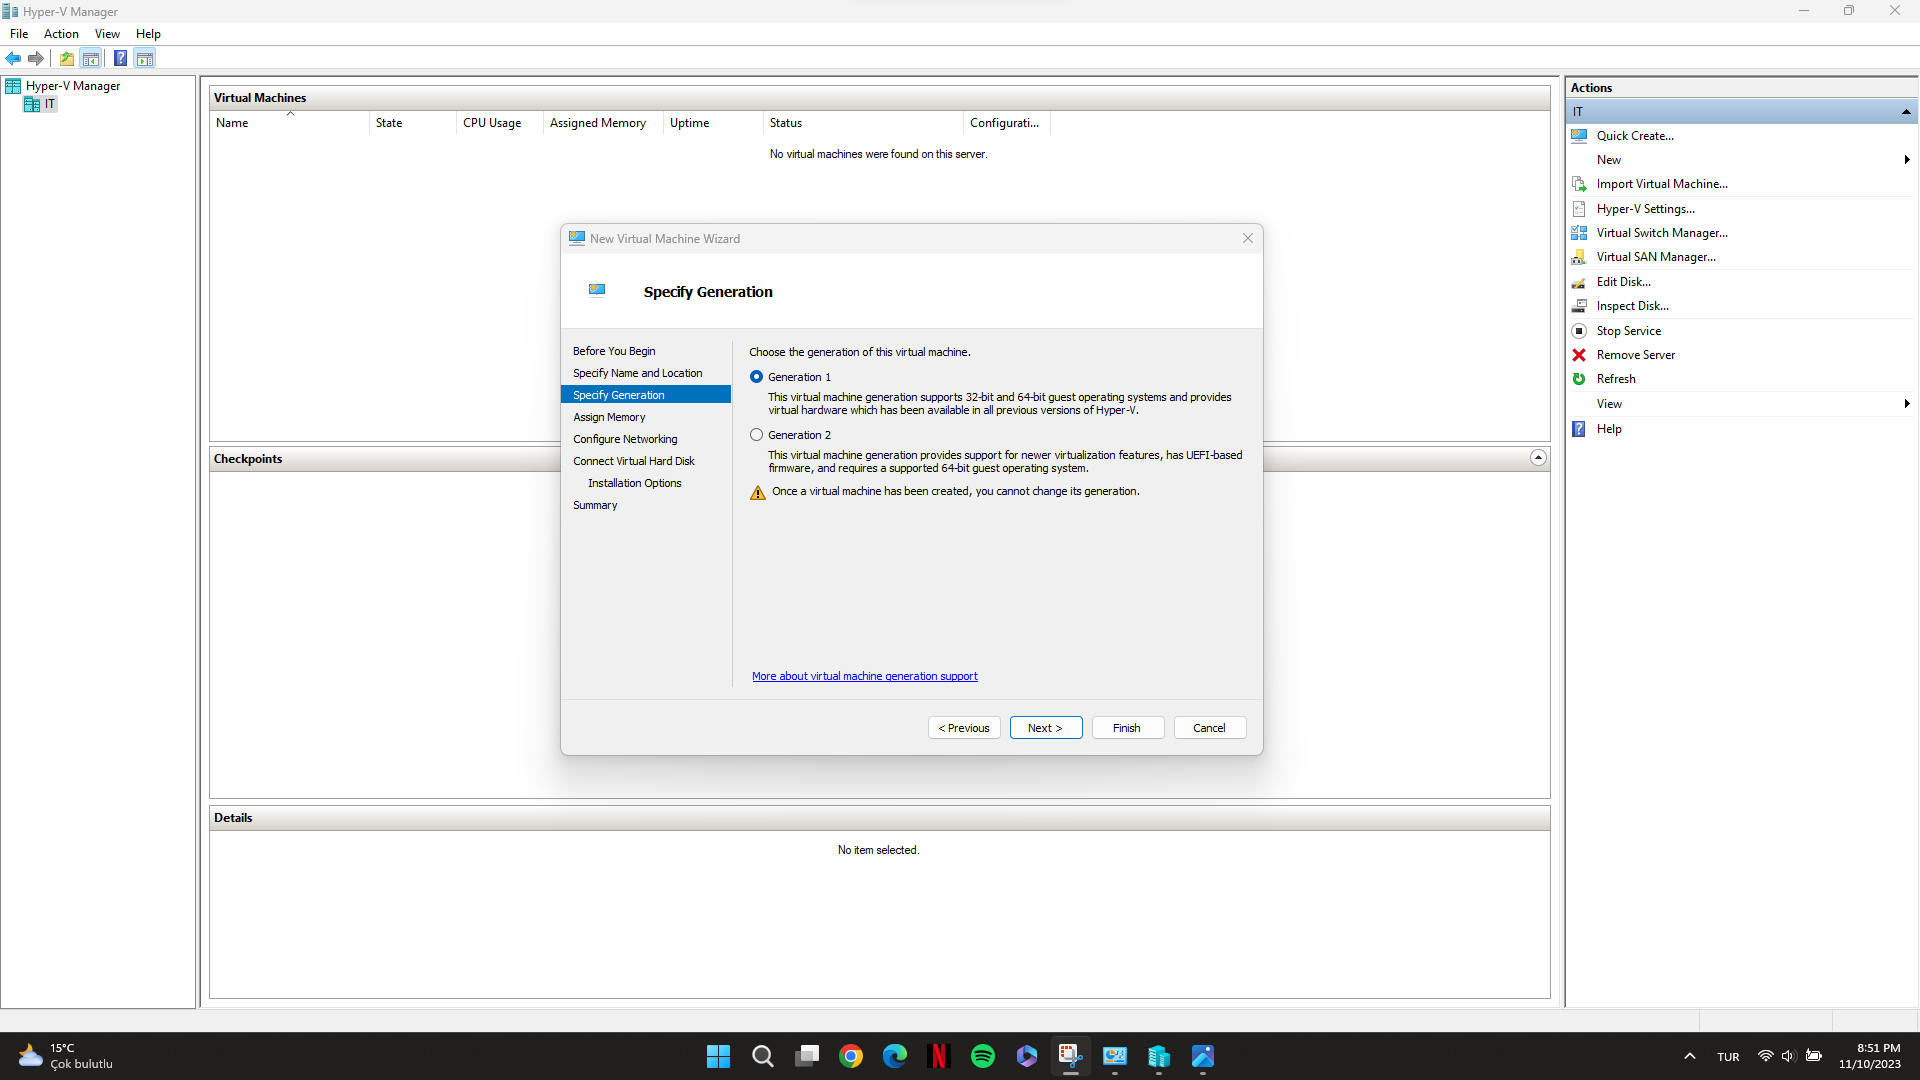 Hyper-V Manager
File Action View Help
Hyper-V Manager
IT
Virtual Machines
Name State CPU Usage Assigned Memory Uptime Status Configurati...
No virtual machines were found on this server.
New Virtual Machine Wizard
Specify Generation
Before You Begin
Specify Name and Location
Specify Generation
Assign Memory
Configure Networking
Connect Virtual Hard Disk
Installation Options
Summary
Choose the generation of this virtual machine.
Generation 1
This virtual machine generation supports 32-bit and 64-bit guest operating systems and provides
virtual hardware which has been available in all previous versions of Hyper-V.
Generation 2
This virtual machine generation provides support for newer virtualization features, has UEFI-based
firmware, and requires a supported 64-bit guest operating system.
Once a virtual machine has been created, you cannot change its generation.
More about virtual machine generation support
< Previous Next > Finish Cancel
Checkpoints
Details
No item selected.
Actions
IT
Quick Create...
New
Import Virtual Machine...
Hyper-V Settings...
Virtual Switch Manager...
Virtual SAN Manager...
Edit Disk...
Inspect Disk...
Stop Service
Remove Server
Refresh
View
Help
15°C
Çok bulutlu
TUR
8:51 PM
11/10/2023